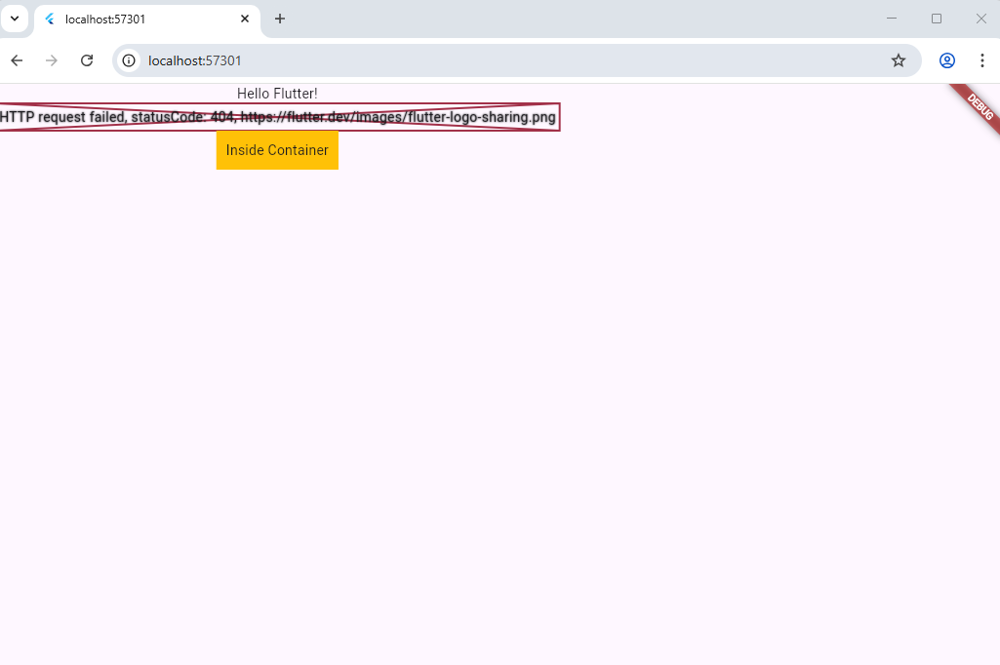 localhost:57301
localhost:57301
Hello Flutter!
DEBUG
HTTP request failed, statusCode: 404, https://flutter.dev/images/flutter-logo-sharing.png
Inside Container